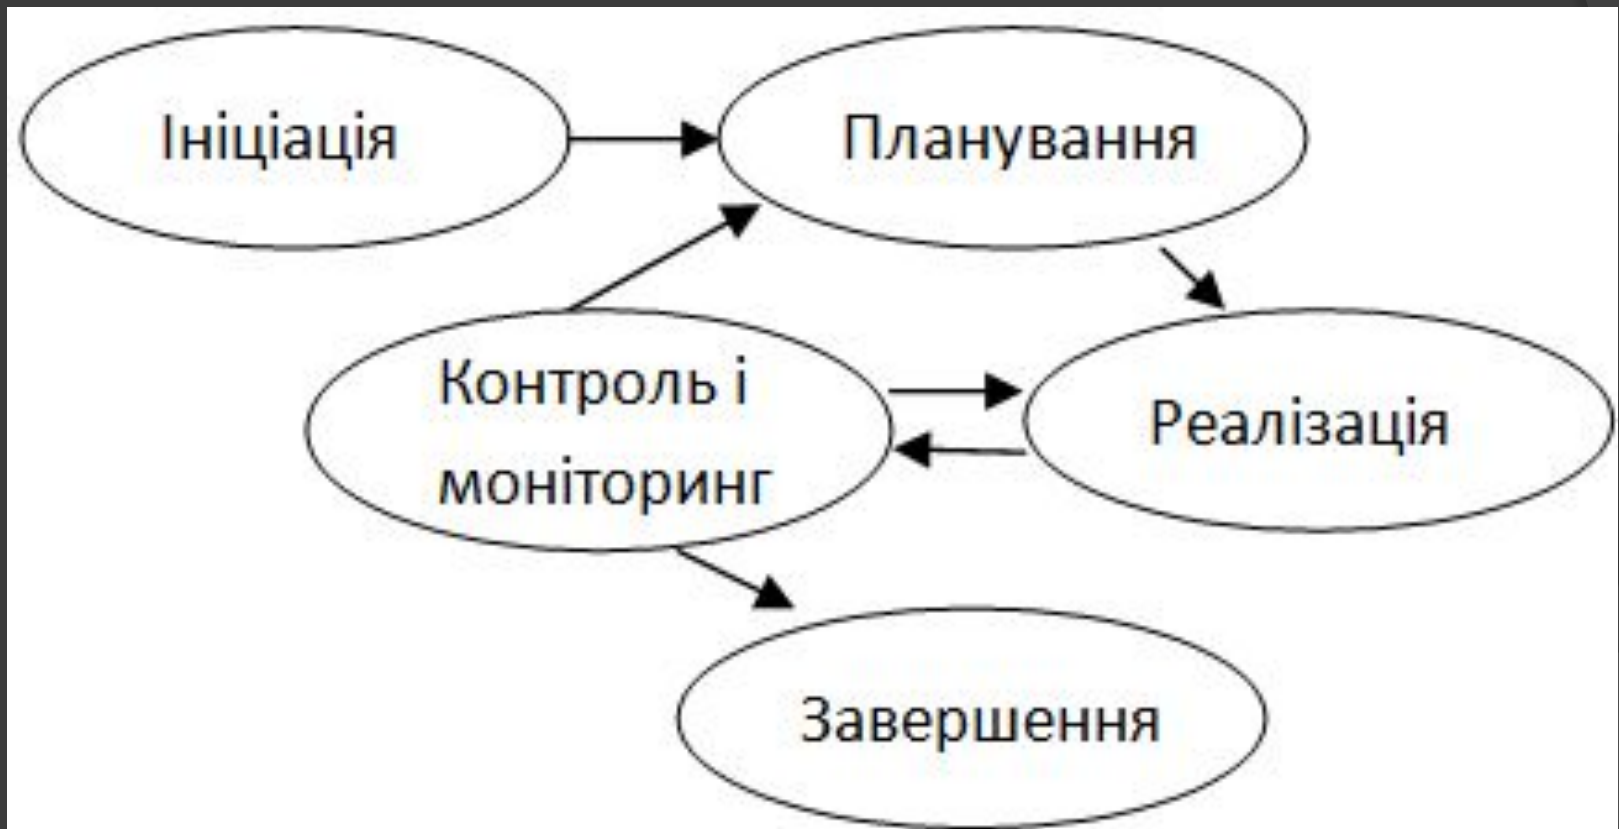 Ініціація
Планування
Контроль і
моніторинг
Реалізація
Завершення